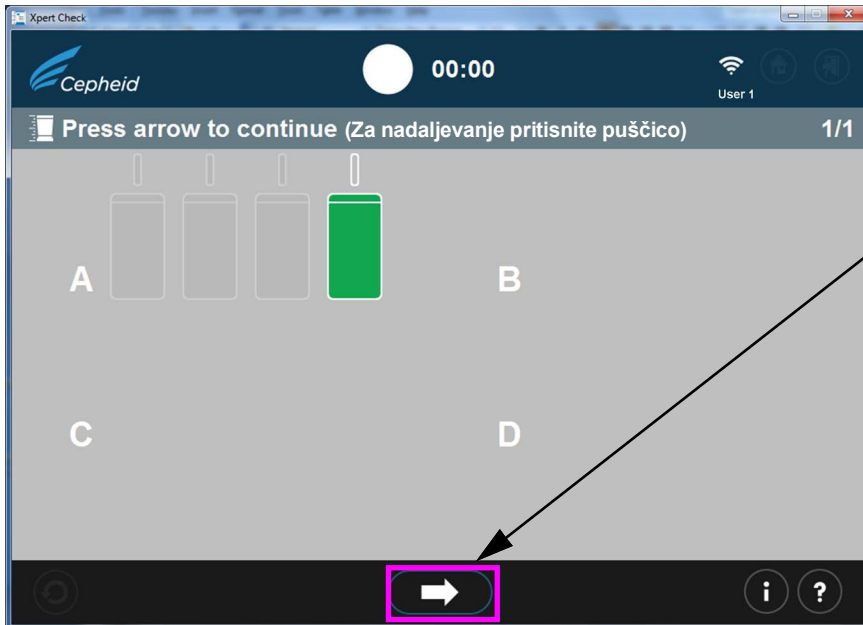 Xpert Check
Cepheid
00:00
User 1
Press arrow to continue (Za nadaljevanje pritisnite puščico)
1/1
A
B
C
D
i
?